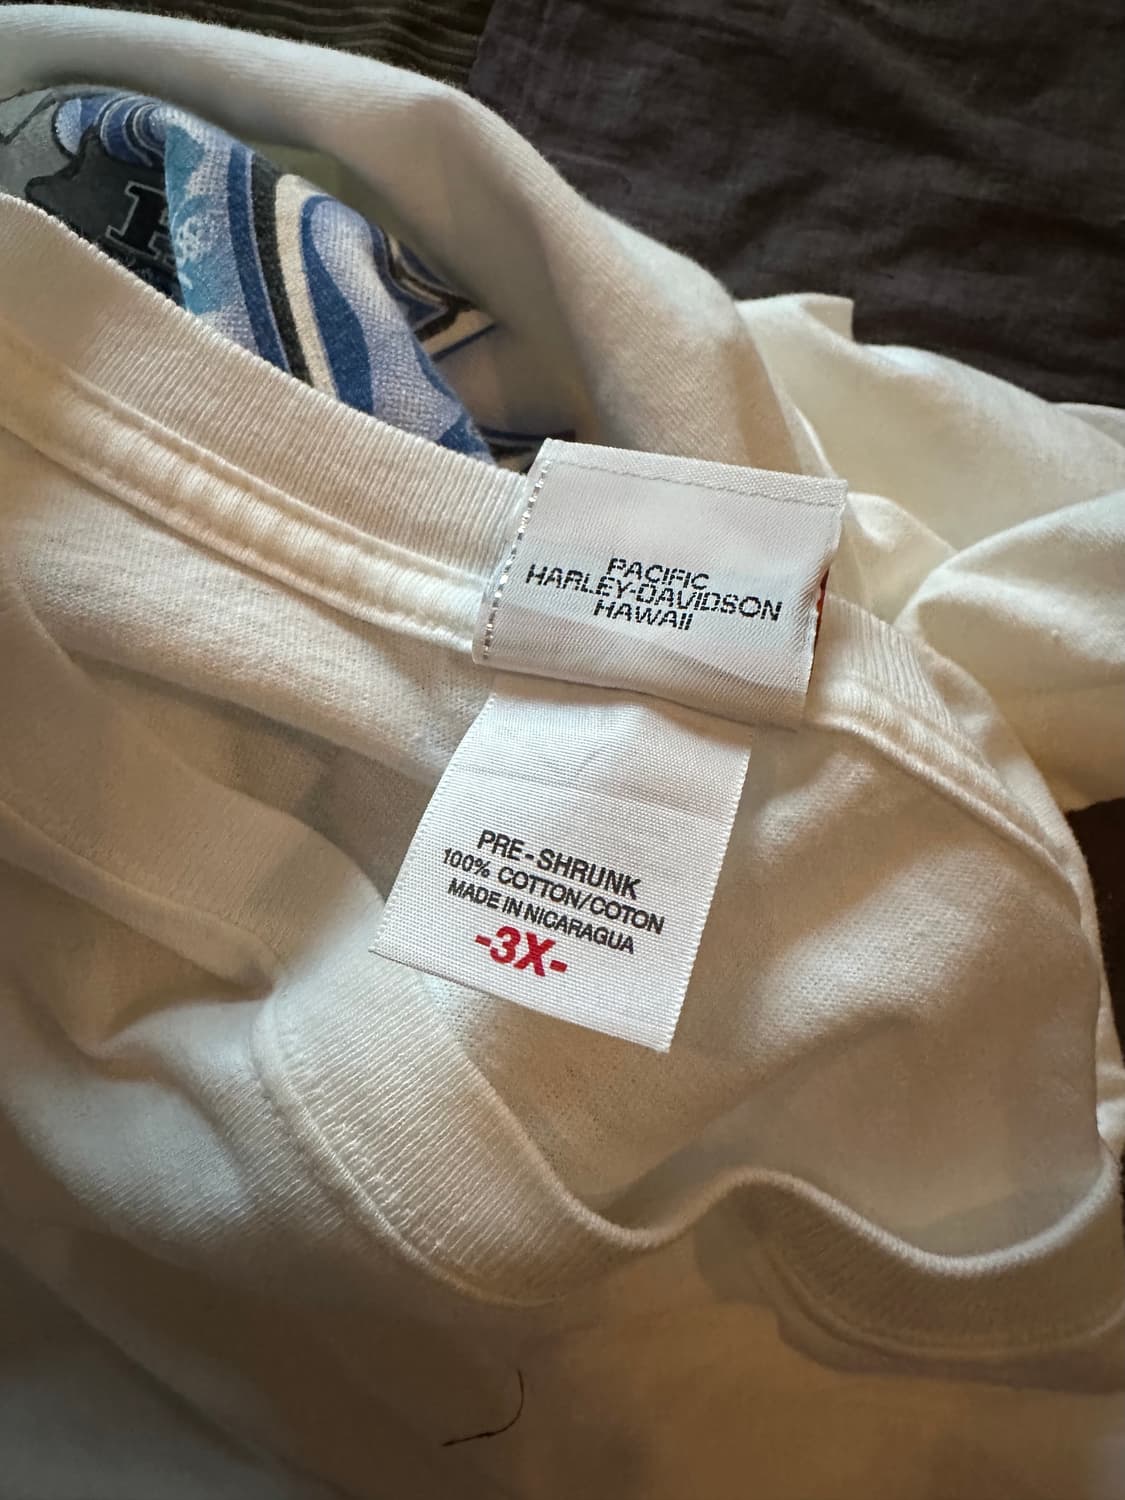 PACIFIC
HARLEY-DAVIDSON
HAWAII
PRE-SHRUNK
100% COTTON/COTON
MADE IN NICARAGUA
-3X-